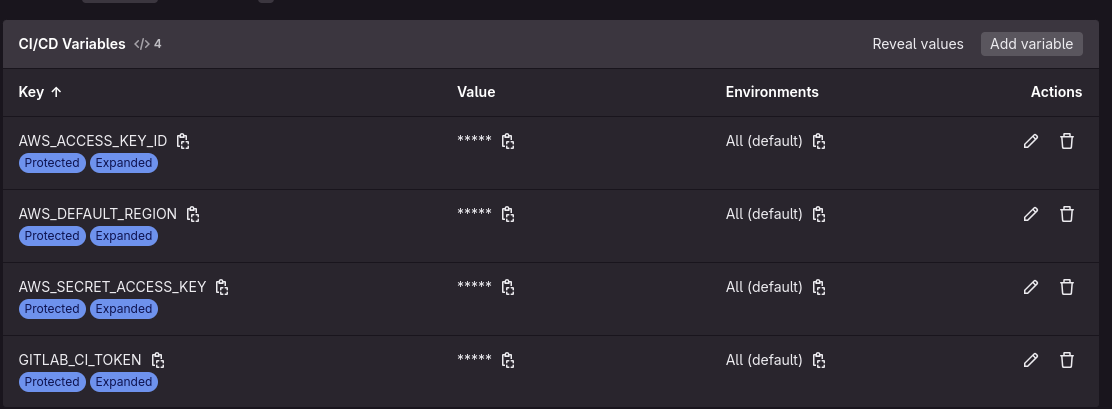 CI/CD Variables </> 4 Reveal values Add variable
Key ↑ Value Environments Actions
AWS_ACCESS_KEY_ID ***** All (default)
Protected Expanded
AWS_DEFAULT_REGION ***** All (default)
Protected Expanded
AWS_SECRET_ACCESS_KEY ***** All (default)
Protected Expanded
GITLAB_CI_TOKEN ***** All (default)
Protected Expanded